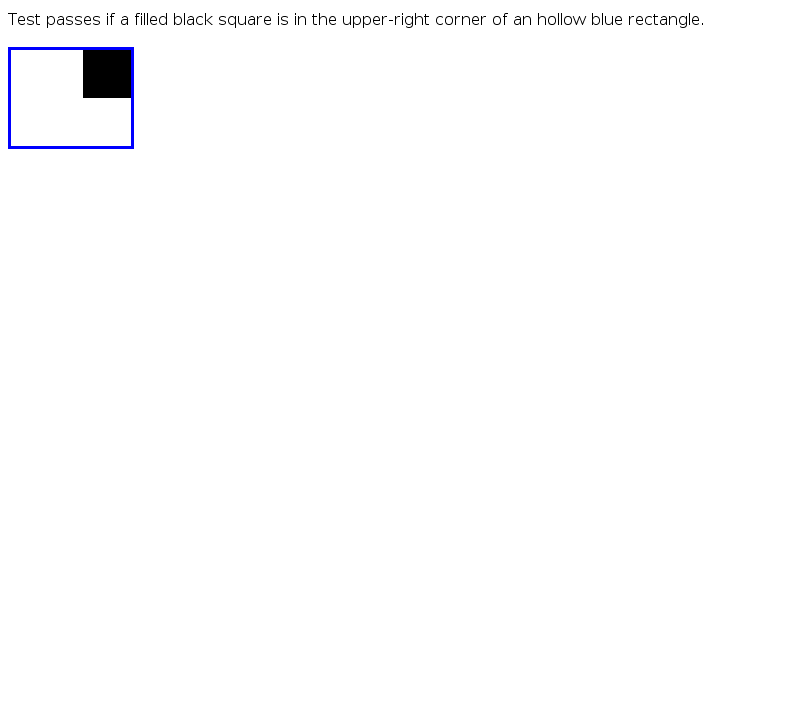 Test passes if a filled black square is in the upper-right corner of an hollow blue rectangle.